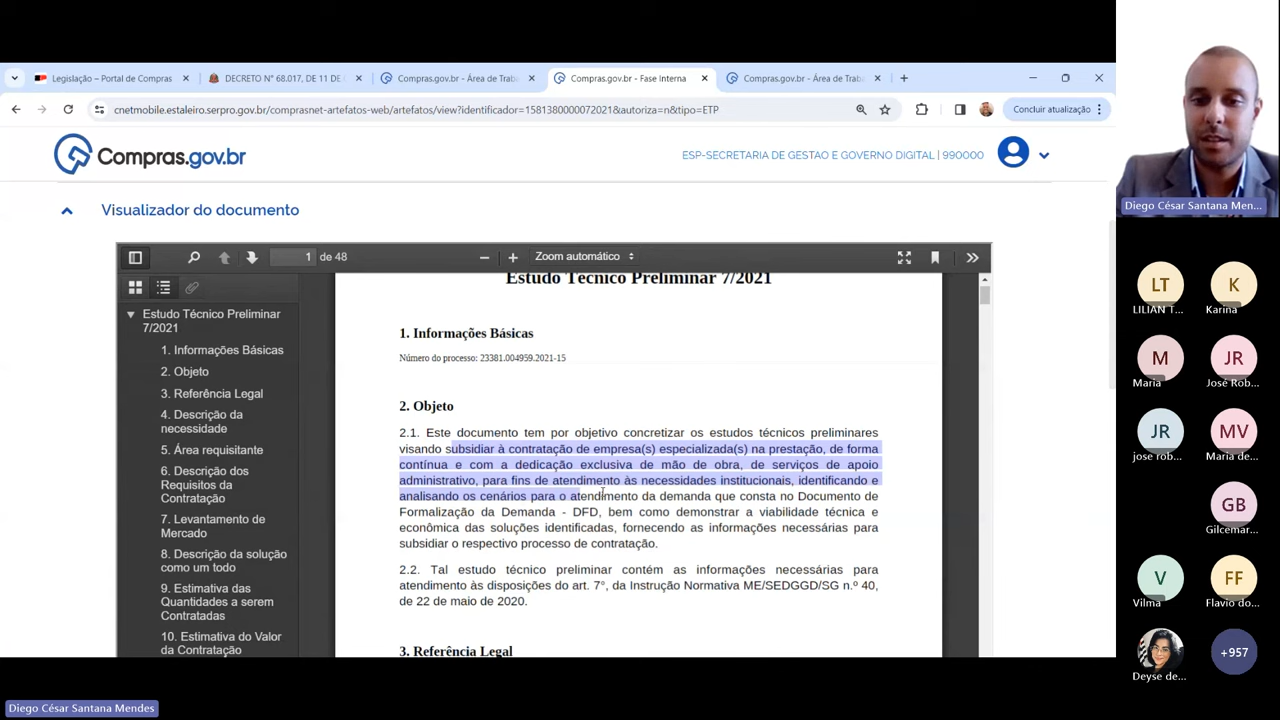 Legislação – Portal de Compras
DECRETO Nº 68.017, DE 11 DE
Compras.gov.br - Área de Trab
Compras.gov.br - Fase Interna
Compras.gov.br - Área de Trab
cnetmobile.estaleiro.serpro.gov.br/comprasnet-artefatos-web/artefatos/view?identificador=1581380000072021&autoriza=n&tipo=ETP
Concluir atualização
Compras.gov.br
ESP-SECRETARIA DE GESTAO E GOVERNO DIGITAL | 990000
Visualizador do documento
1 de 48
Zoom automático
Estudo Técnico Preliminar
7/2021
1. Informações Básicas
2. Objeto
3. Referência Legal
4. Descrição da
necessidade
5. Área requisitante
6. Descrição dos
Requisitos da
Contratação
7. Levantamento de
Mercado
8. Descrição da solução
como um todo
9. Estimativa das
Quantidades a serem
Contratadas
10. Estimativa do Valor
da Contratação
Estudo Técnico Preliminar 7/2021
1. Informações Básicas
Número do processo: 23381.004959.2021-15
2. Objeto
2.1. Este documento tem por objetivo concretizar os estudos técnicos preliminares
visando subsidiar à contratação de empresa(s) especializada(s) na prestação, de forma
contínua e com a dedicação exclusiva de mão de obra, de serviços de apoio
administrativo, para fins de atendimento às necessidades institucionais, identificando e
analisando os cenários para o atendimento da demanda que consta no Documento de
Formalização da Demanda - DFD, bem como demonstrar a viabilidade técnica e
econômica das soluções identificadas, fornecendo as informações necessárias para
subsidiar o respectivo processo de contratação.
2.2. Tal estudo técnico preliminar contém as informações necessárias para
atendimento às disposições do art. 7°, da Instrução Normativa ME/SEDGGD/SG n.º 40,
de 22 de maio de 2020.
3. Referência Legal
Diego César Santana Men...
LT
LILIAN T...
K
Karina
M
Maria
JR
José Rob...
JR
jose rob...
MV
Maria de...
GB
Gilcemar...
V
Vilma
FF
Flavio do...
Deyse de...
+957
Diego César Santana Mendes